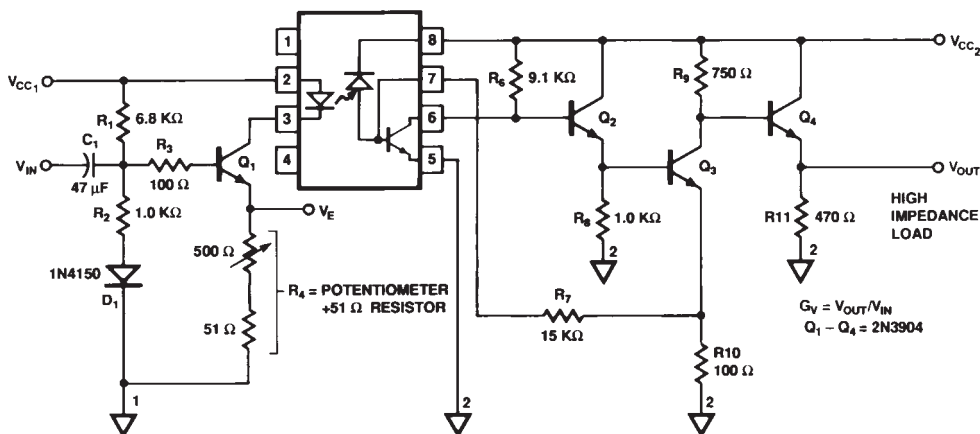 1
2
3
4
8
7
6
5
V_CC1
V_IN
C1
47 µF
R1
6.8 KΩ
R3
100 Ω
Q1
R2
1.0 KΩ
1N4150
D1
V_E
500 Ω
51 Ω
R4 = POTENTIOMETER
+51 Ω RESISTOR
1
2
R6
9.1 KΩ
Q2
R8
1.0 KΩ
2
R9
750 Ω
Q3
R7
15 KΩ
R10
100 Ω
2
Q4
V_CC2
V_OUT
R11
470 Ω
2
HIGH
IMPEDANCE
LOAD
G_V = V_OUT/V_IN
Q1 – Q4 = 2N3904